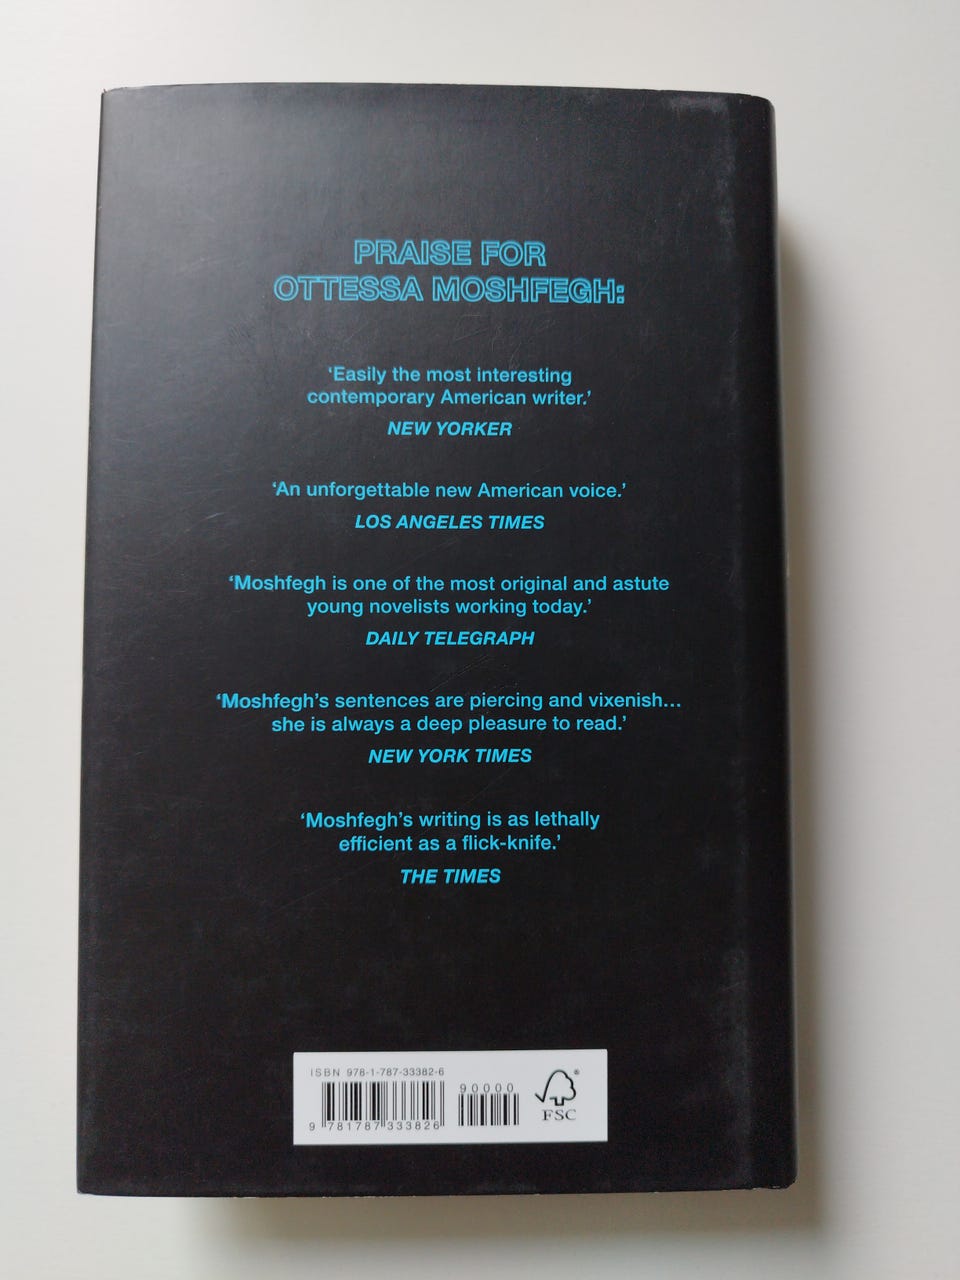 PRAISE FOR
OTTESSA MOSHFEGH:
‘Easily the most interesting
contemporary American writer.’
NEW YORKER
‘An unforgettable new American voice.’
LOS ANGELES TIMES
‘Moshfegh is one of the most original and astute
young novelists working today.’
DAILY TELEGRAPH
‘Moshfegh’s sentences are piercing and vixenish…
she is always a deep pleasure to read.’
NEW YORK TIMES
‘Moshfegh’s writing is as lethally
efficient as a flick-knife.’
THE TIMES
ISBN 978-1-787-33382-6
90000
9 781787 333826
®
FSC